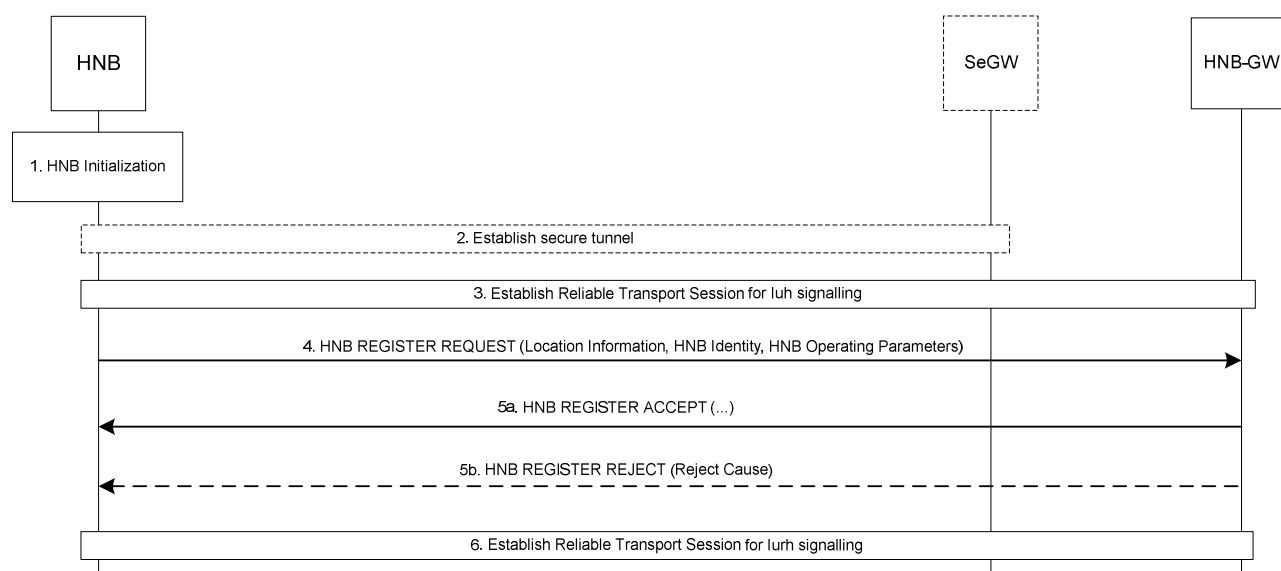 HNB
SeGW
HNB-GW
1. HNB Initialization
2. Establish secure tunnel
3. Establish Reliable Transport Session for Iuh signalling
4. HNB REGISTER REQUEST (Location Information, HNB Identity, HNB Operating Parameters)
5a. HNB REGISTER ACCEPT (...)
5b. HNB REGISTER REJECT (Reject Cause)
6. Establish Reliable Transport Session for Iurh signalling